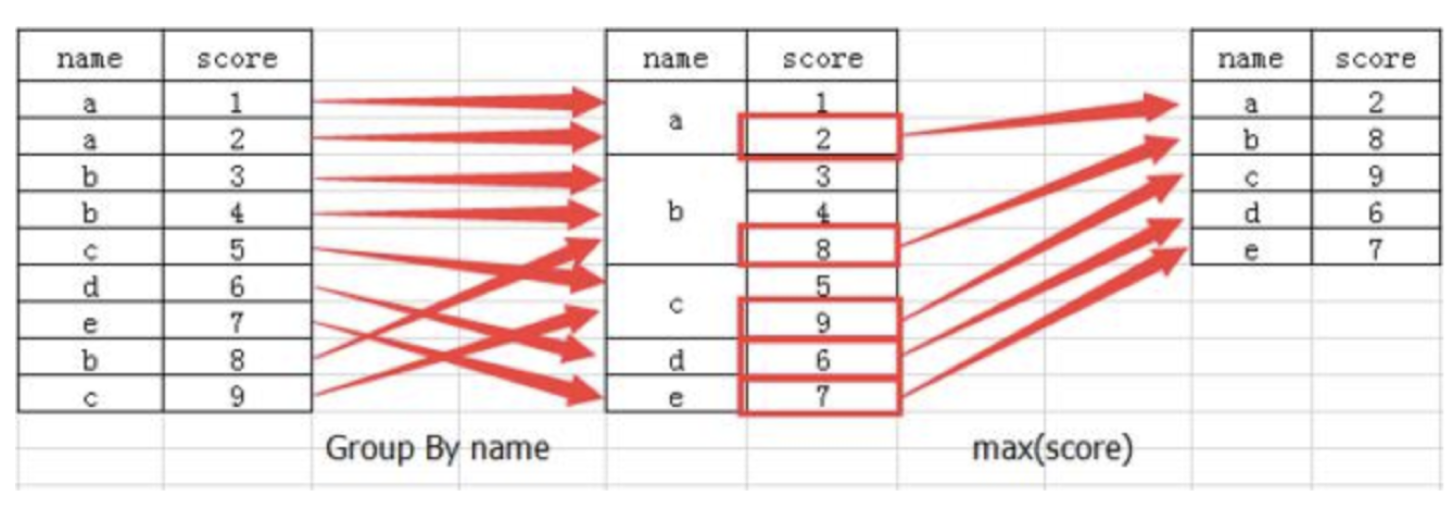 name score name score name score
a 1 a 1 a 2
a 2 2 b 8
b 3 b 3 c 9
b 4 4 d 6
c 5 8 e 7
d 6 c 5
e 7 9
b 8 d 6
c 9 e 7
Group By name max(score)